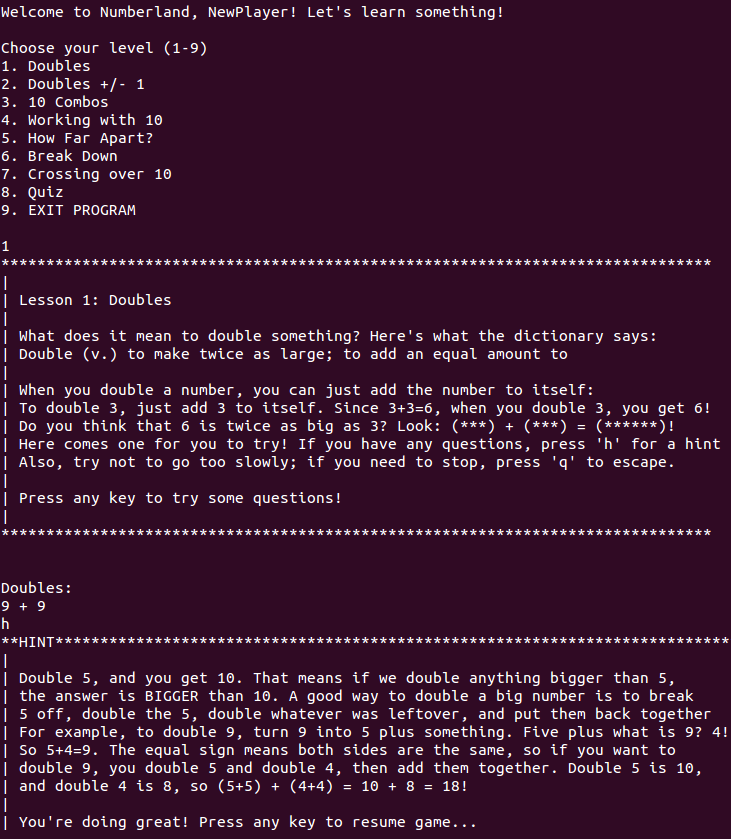 Welcome to Numberland, NewPlayer! Let's learn something!
Choose your level (1-9)
1. Doubles
2. Doubles +/- 1
3. 10 Combos
4. Working with 10
5. How Far Apart?
6. Break Down
7. Crossing over 10
8. Quiz
9. EXIT PROGRAM
1
*******************************************************************************
|
| Lesson 1: Doubles
|
| What does it mean to double something? Here's what the dictionary says:
| Double (v.) to make twice as large; to add an equal amount to
|
| When you double a number, you can just add the number to itself:
| To double 3, just add 3 to itself. Since 3+3=6, when you double 3, you get 6!
| Do you think that 6 is twice as big as 3? Look: (***) + (***) = (******)!
| Here comes one for you to try! If you have any questions, press 'h' for a hint
| Also, try not to go too slowly; if you need to stop, press 'q' to escape.
|
| Press any key to try some questions!
|
*******************************************************************************
Doubles:
9 + 9
h
**HINT***************************************************************************
|
| Double 5, and you get 10. That means if we double anything bigger than 5,
| the answer is BIGGER than 10. A good way to double a big number is to break
| 5 off, double the 5, double whatever was leftover, and put them back together
| For example, to double 9, turn 9 into 5 plus something. Five plus what is 9? 4!
| So 5+4=9. The equal sign means both sides are the same, so if you want to
| double 9, you double 5 and double 4, then add them together. Double 5 is 10,
| and double 4 is 8, so (5+5) + (4+4) = 10 + 8 = 18!
|
| You're doing great! Press any key to resume game...